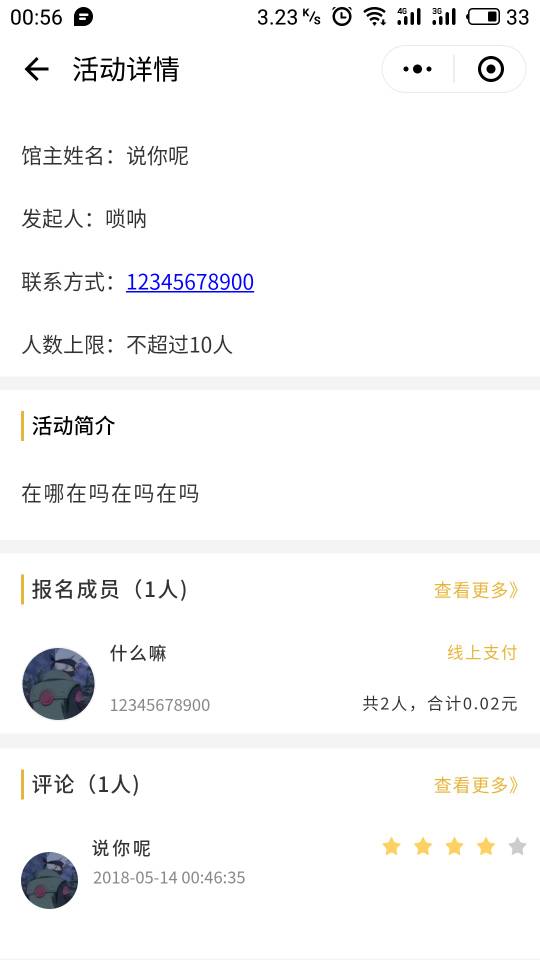 00:56 3.23 K/s 4G 3G 33
活动详情
馆主姓名：说你呢
发起人：唢呐
联系方式：12345678900
人数上限：不超过10人
活动简介
在哪在吗在吗在吗
报名成员（1人） 查看更多》
什么嘛 线上支付
12345678900 共2人，合计0.02元
评论（1人） 查看更多》
说你呢
2018-05-14 00:46:35